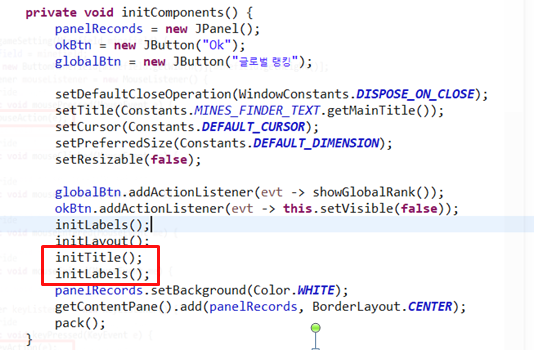 private void initComponents() {
panelRecords = new JPanel();
okBtn = new JButton("Ok");
globalBtn = new JButton("글로벌 랭킹");
setDefaultCloseOperation(WindowConstants.DISPOSE_ON_CLOSE);
setTitle(Constants.MINES_FINDER_TEXT.getMainTitle());
setCursor(Constants.DEFAULT_CURSOR);
setPreferredSize(Constants.DEFAULT_DIMENSION);
setResizable(false);
globalBtn.addActionListener(evt -> showGlobalRank());
okBtn.addActionListener(evt -> this.setVisible(false));
initLabels();
initLayout();
initTitle();
initLabels();
panelRecords.setBackground(Color.WHITE);
getContentPane().add(panelRecords, BorderLayout.CENTER);
pack();
}